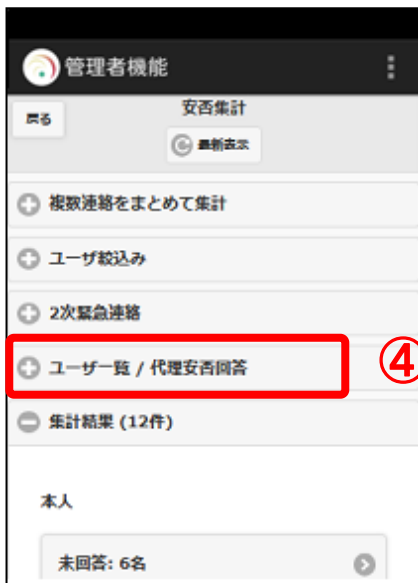 管理者機能
安否集計
戻る
最新表示
複数連絡をまとめて集計
ユーザ絞込み
2次緊急連絡
ユーザ一覧 / 代理安否回答
④
集計結果 (12件)
本人
未回答: 6名